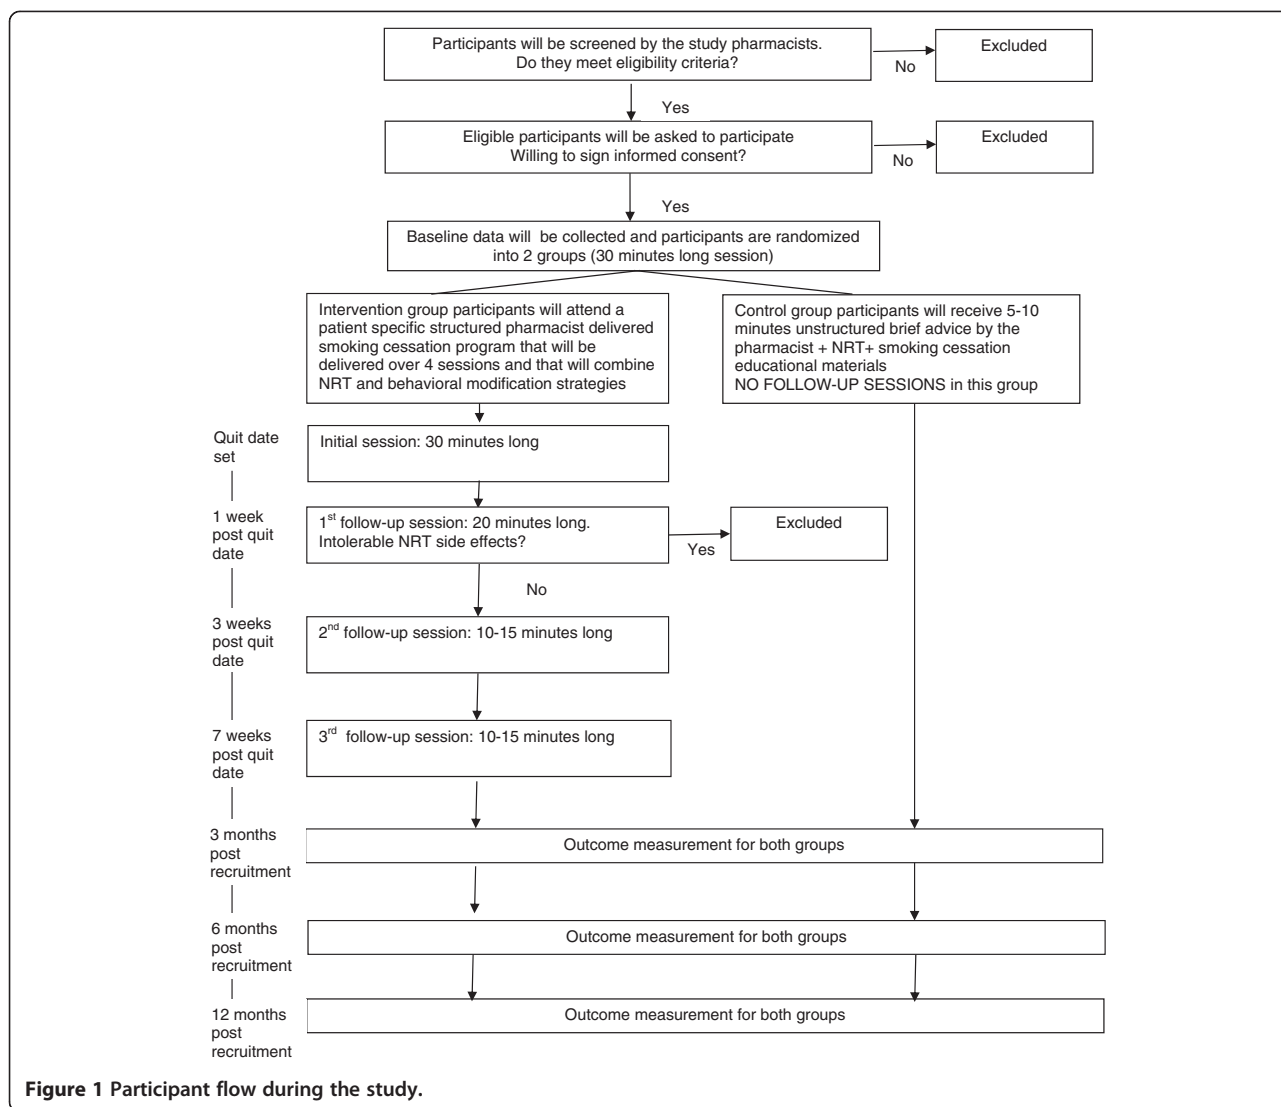 Participants will be screened by the study pharmacists.
Do they meet eligibility criteria?
No
Excluded
Yes
Eligible participants will be asked to participate
Willing to sign informed consent?
No
Excluded
Yes
Baseline data will be collected and participants are randomized
into 2 groups (30 minutes long session)
Intervention group participants will attend a
patient specific structured pharmacist delivered
smoking cessation program that will be
delivered over 4 sessions and that will combine
NRT and behavioral modification strategies
Control group participants will receive 5-10
minutes unstructured brief advice by the
pharmacist + NRT+ smoking cessation
educational materials
NO FOLLOW-UP SESSIONS in this group
Quit date
set
Initial session: 30 minutes long
1 week
post quit
date
1st follow-up session: 20 minutes long.
Intolerable NRT side effects?
Yes
Excluded
No
3 weeks
post quit
date
2nd follow-up session: 10-15 minutes long
7 weeks
post quit
date
3rd follow-up session: 10-15 minutes long
3 months
post
recruitment
Outcome measurement for both groups
6 months
post
recruitment
Outcome measurement for both groups
12 months
post
recruitment
Outcome measurement for both groups
Figure 1 Participant flow during the study.